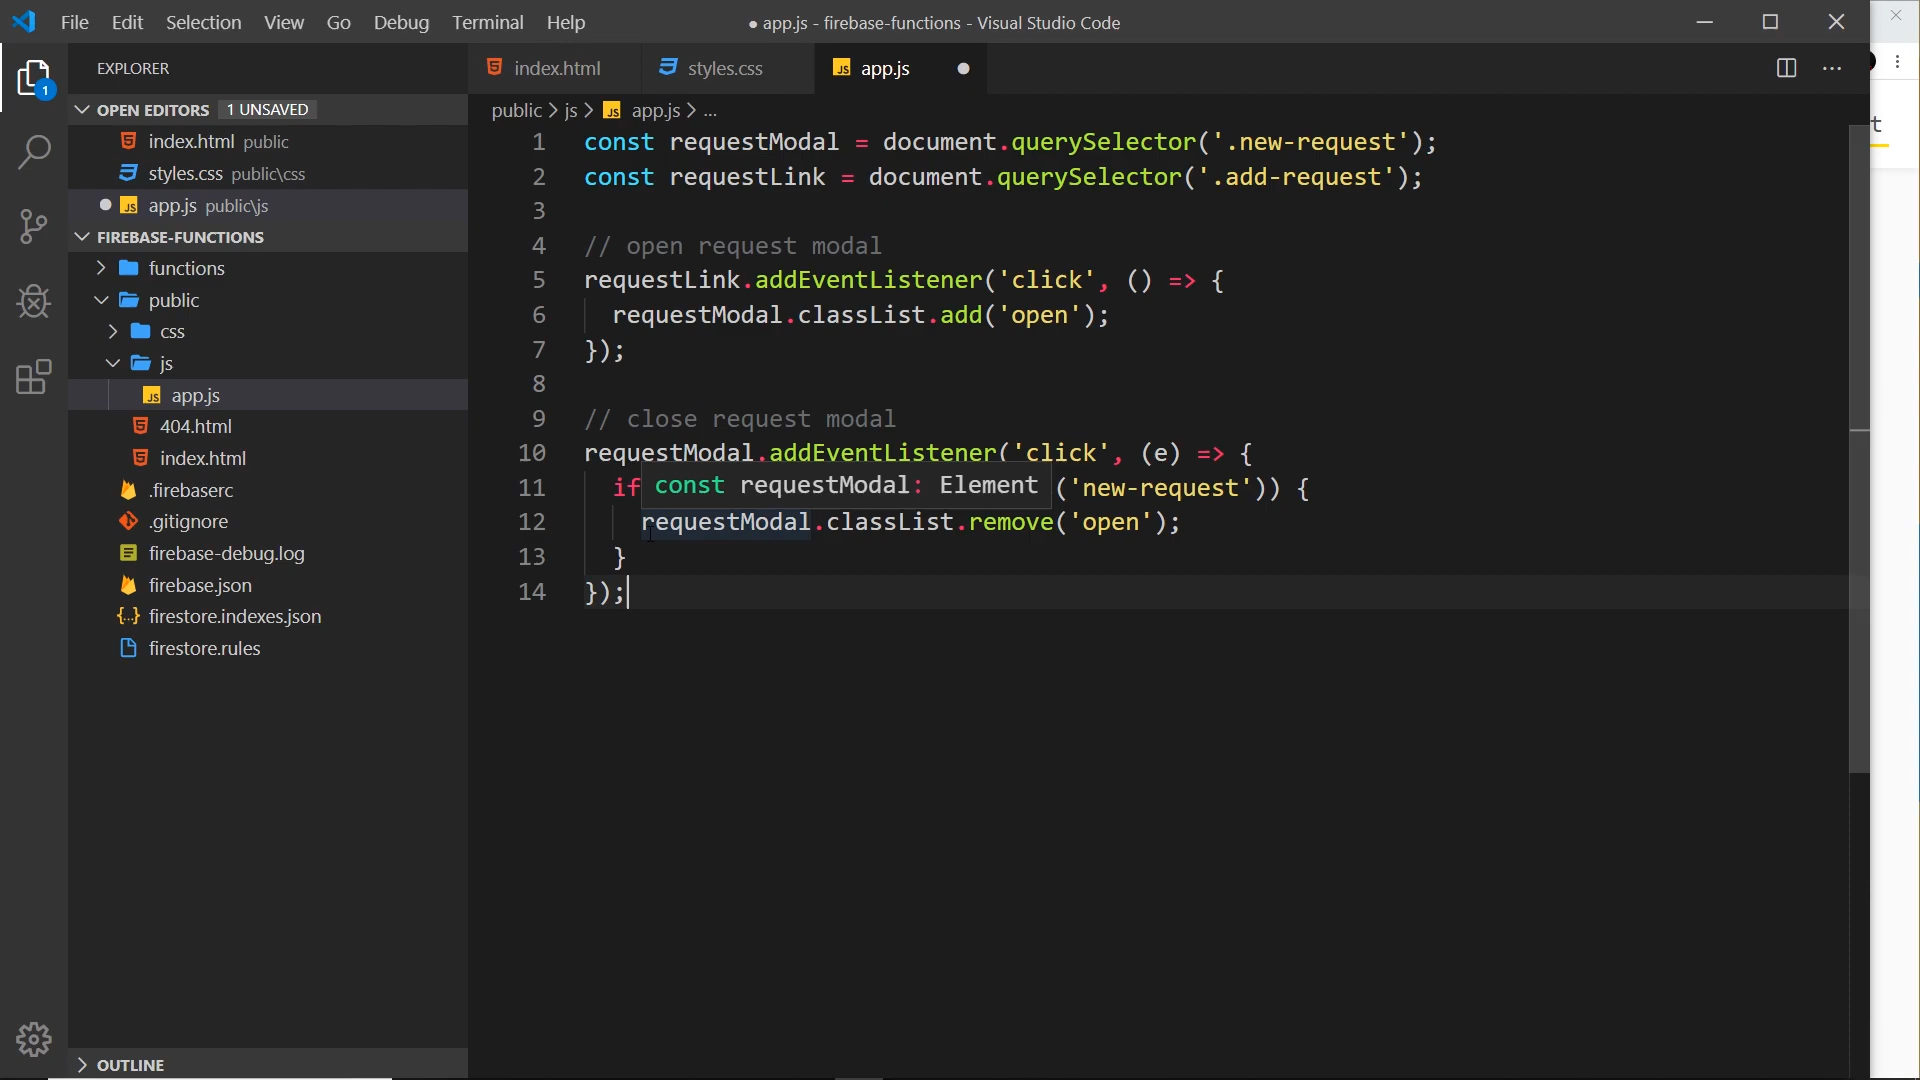 File Edit Selection View Go Debug Terminal Help
● app.js - firebase-functions - Visual Studio Code
1
EXPLORER
OPEN EDITORS 1 UNSAVED
index.html public
styles.css public\css
app.js public\js
FIREBASE-FUNCTIONS
functions
public
css
js
app.js
404.html
index.html
.firebaserc
.gitignore
firebase-debug.log
firebase.json
firestore.indexes.json
firestore.rules
OUTLINE
index.html styles.css JS app.js
public > js > JS app.js > ...
1 const requestModal = document.querySelector('.new-request');
2 const requestLink = document.querySelector('.add-request');
3
4 // open request modal
5 requestLink.addEventListener('click', () => {
6 requestModal.classList.add('open');
7 });
8
9 // close request modal
10 requestModal.addEventListener('click', (e) => {
11 if const requestModal: Element ('new-request')) {
12 requestModal.classList.remove('open');
13 }
14 });
t